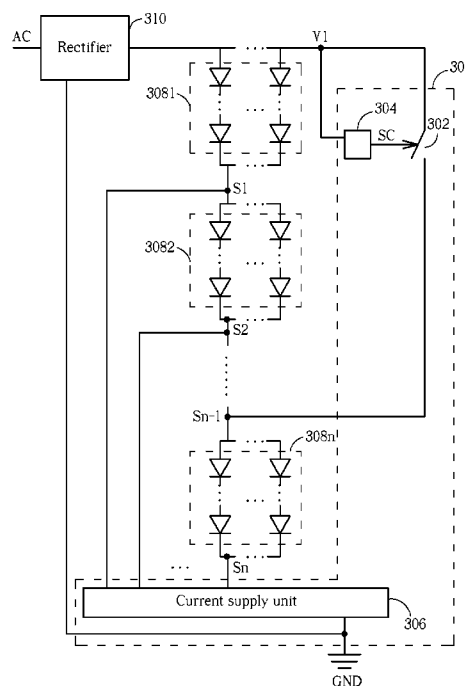 310
AC
Rectifier
V1
30
3081
304
SC
302
S1
3082
S2
Sn-1
308n
Sn
Current supply unit
306
GND